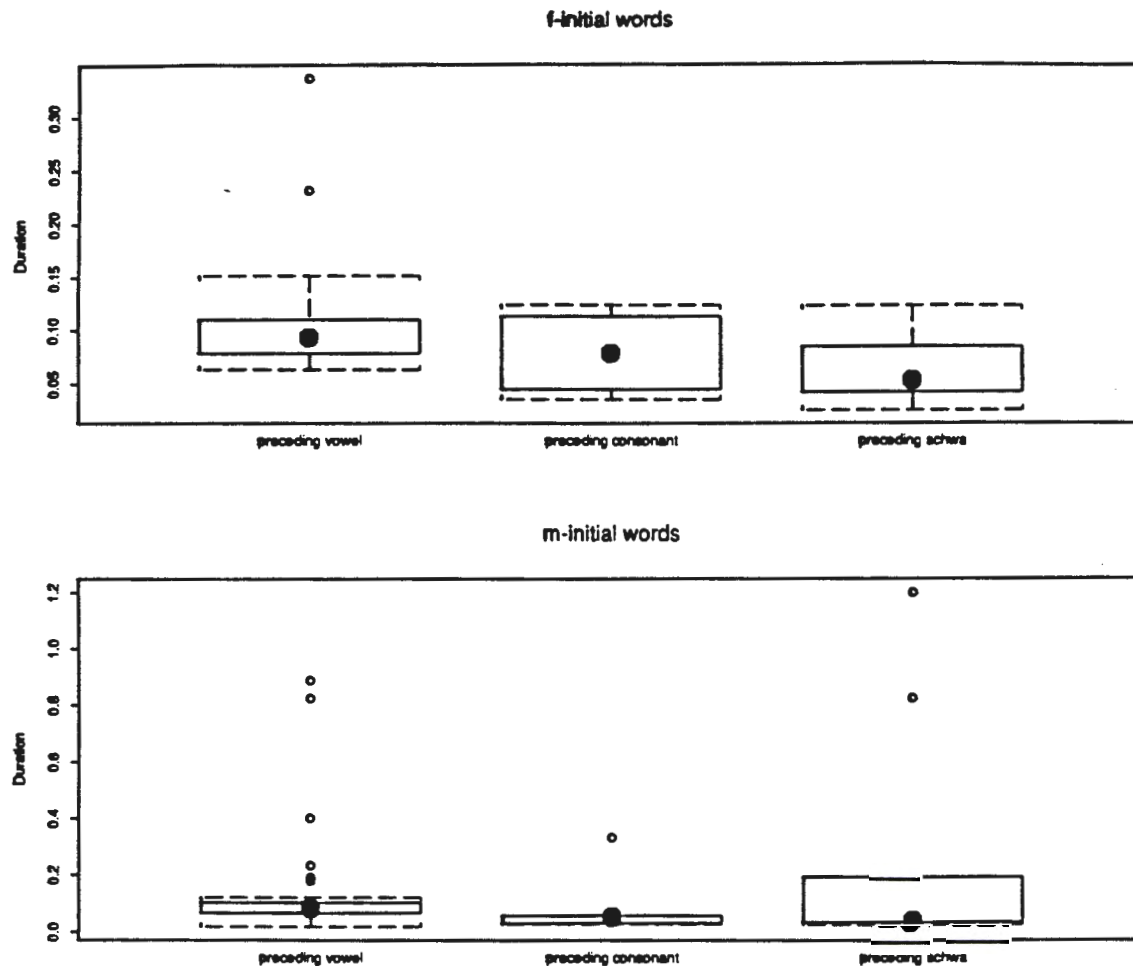 f-initial words
0.30
0.25
0.20
0.15
0.10
0.05
Duration
preceding vowel preceding consonant preceding schwa
m-initial words
1.2
1.0
0.8
0.6
0.4
0.2
0.0
Duration
preceding vowel preceding consonant preceding schwa